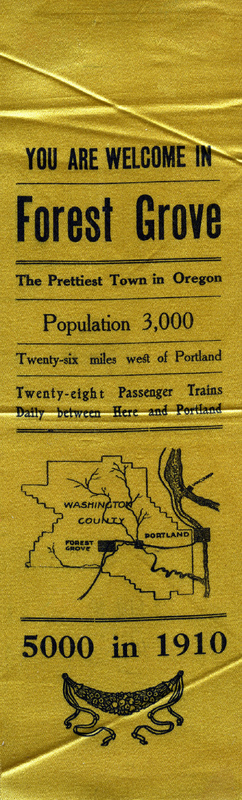 YOU ARE WELCOME IN
Forest Grove
The Prettiest Town in Oregon
Population 3,000
Twenty-six miles west of Portland
Twenty-eight Passenger Trains
Daily between Here and Portland
WASHINGTON
COUNTY
PORTLAND
FOREST
GROVE
5000 in 1910